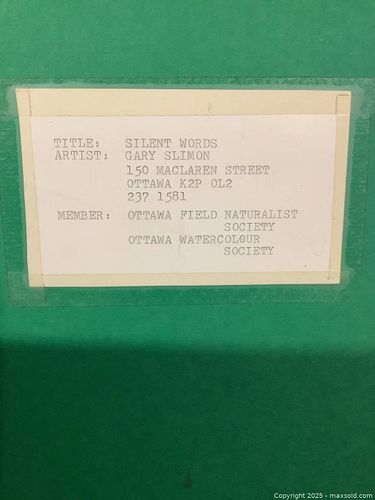 TITLE: SILENT WORDS
ARTIST: GARY SLIMON
150 MACLAREN STREET
OTTAWA K2P OL2
237 1581
MEMBER: OTTAWA FIELD NATURALIST
SOCIETY
OTTAWA WATERCOLOUR
SOCIETY
Copyright 2025 - maxsold.com